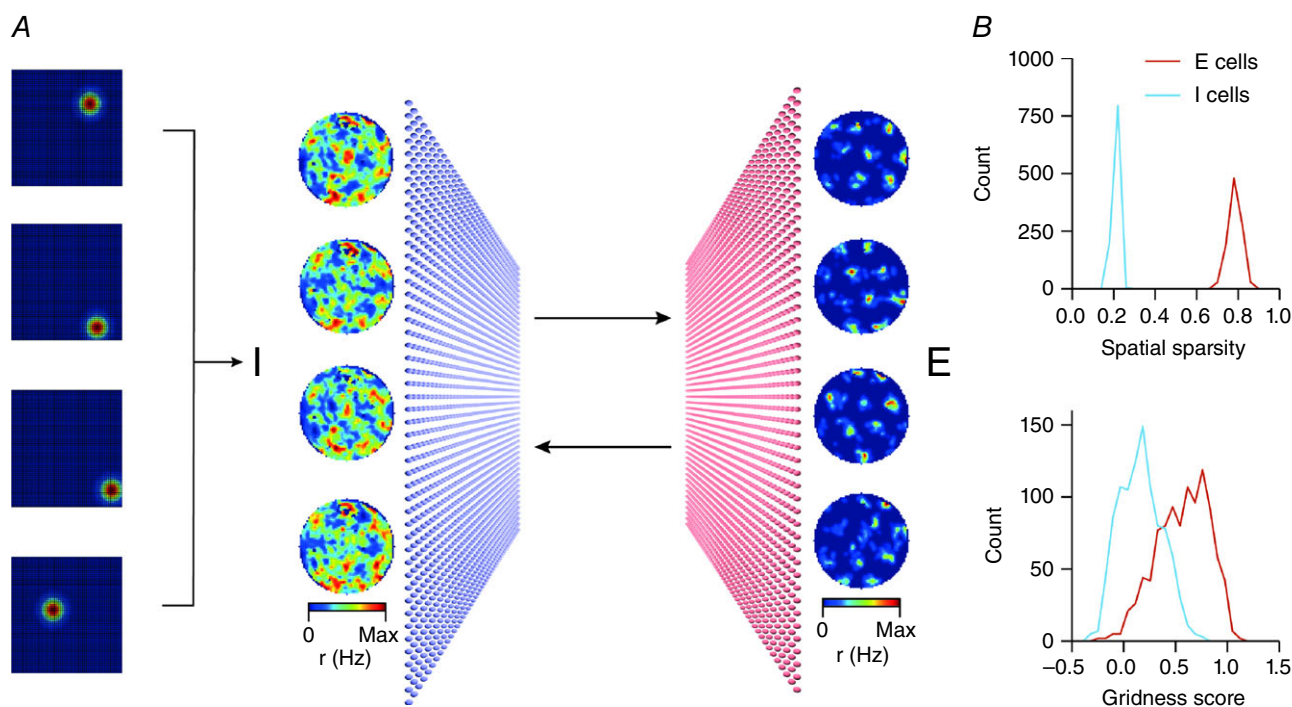 A
I
0 Max
r (Hz)
E
0 Max
r (Hz)
B
1000
750
500
250
0
Count
E cells
I cells
0.0 0.2 0.4 0.6 0.8 1.0
Spatial sparsity
150
100
50
0
Count
–0.5 0.0 0.5 1.0 1.5
Gridness score